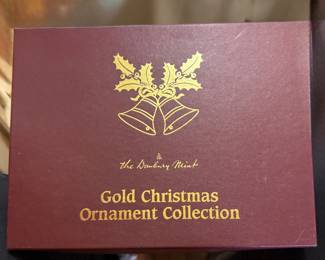 the Danbury Mint
Gold Christmas
Ornament Collection